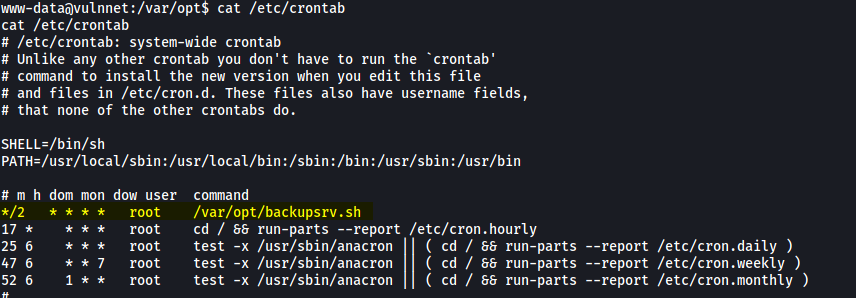 www-data@vulnnet:/var/opt$ cat /etc/crontab
cat /etc/crontab
# /etc/crontab: system-wide crontab
# Unlike any other crontab you don't have to run the `crontab'
# command to install the new version when you edit this file
# and files in /etc/cron.d. These files also have username fields,
# that none of the other crontabs do.

SHELL=/bin/sh
PATH=/usr/local/sbin:/usr/local/bin:/sbin:/bin:/usr/sbin:/usr/bin

# m h dom mon dow user  command
*/2   * * * *   root    /var/opt/backupsrv.sh
17 *    * * *   root    cd / && run-parts --report /etc/cron.hourly
25 6    * * *   root    test -x /usr/sbin/anacron || ( cd / && run-parts --report /etc/cron.daily )
47 6    * * 7   root    test -x /usr/sbin/anacron || ( cd / && run-parts --report /etc/cron.weekly )
52 6    1 * *   root    test -x /usr/sbin/anacron || ( cd / && run-parts --report /etc/cron.monthly )
#